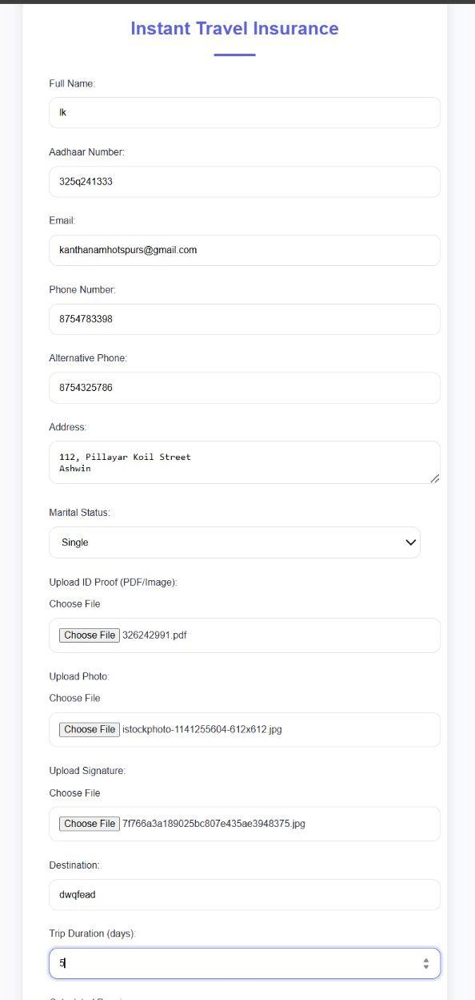 Instant Travel Insurance
Full Name:
lk
Aadhaar Number:
325q241333
Email:
kanthanamhotspurs@gmail.com
Phone Number:
8754783398
Alternative Phone:
8754325786
Address:
112, Pillayar Koil Street
Ashwin
Marital Status:
Single
Upload ID Proof (PDF/Image):
Choose File
Choose File 326242991.pdf
Upload Photo:
Choose File
Choose File istockphoto-1141255604-612x612.jpg
Upload Signature:
Choose File
Choose File 7f766a3a189025bc807e435ae3948375.jpg
Destination:
dwqfead
Trip Duration (days):
5